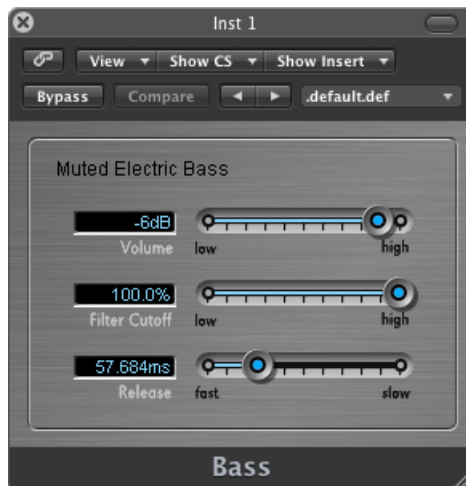 Inst 1
View Show CS Show Insert
Bypass Compare .default.def
Muted Electric Bass
-6dB
Volume low high
100.0%
Filter Cutoff low high
57.684ms
Release fast slow
Bass